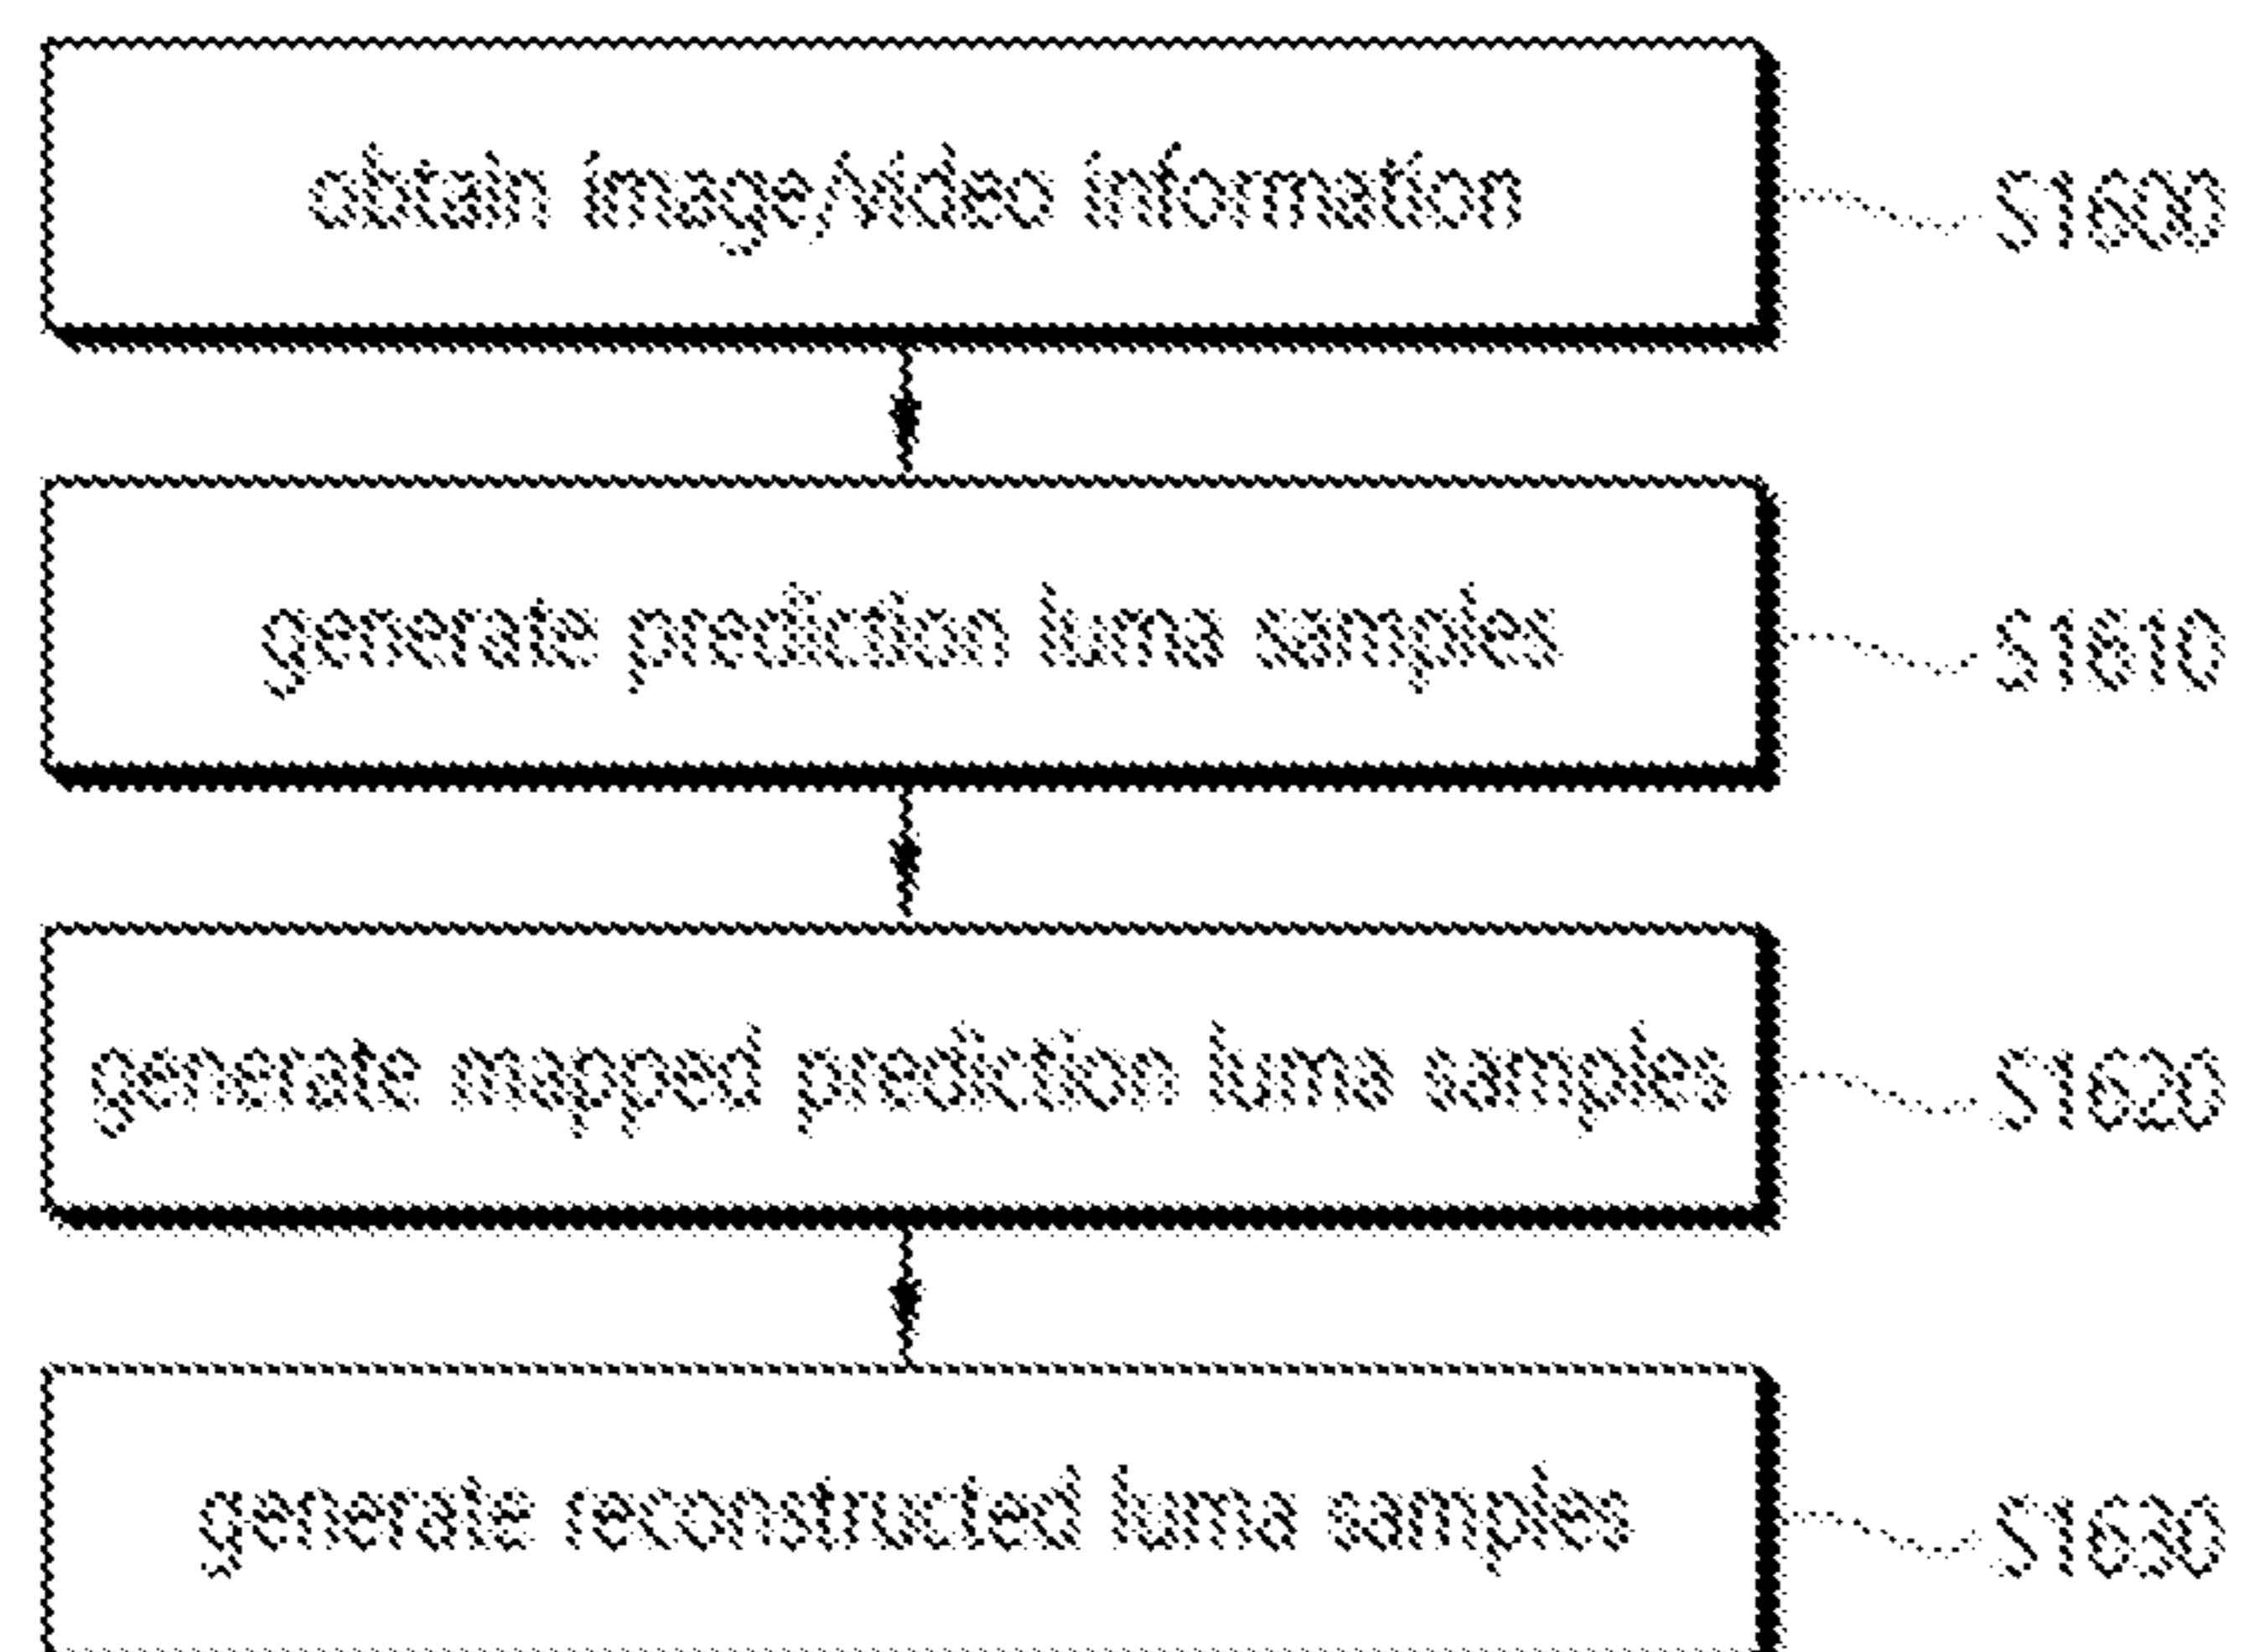 obtain image/video information S1600
generate prediction luma samples S1610
generate mapped prediction luma samples S1620
generate reconstructed luma samples S1630